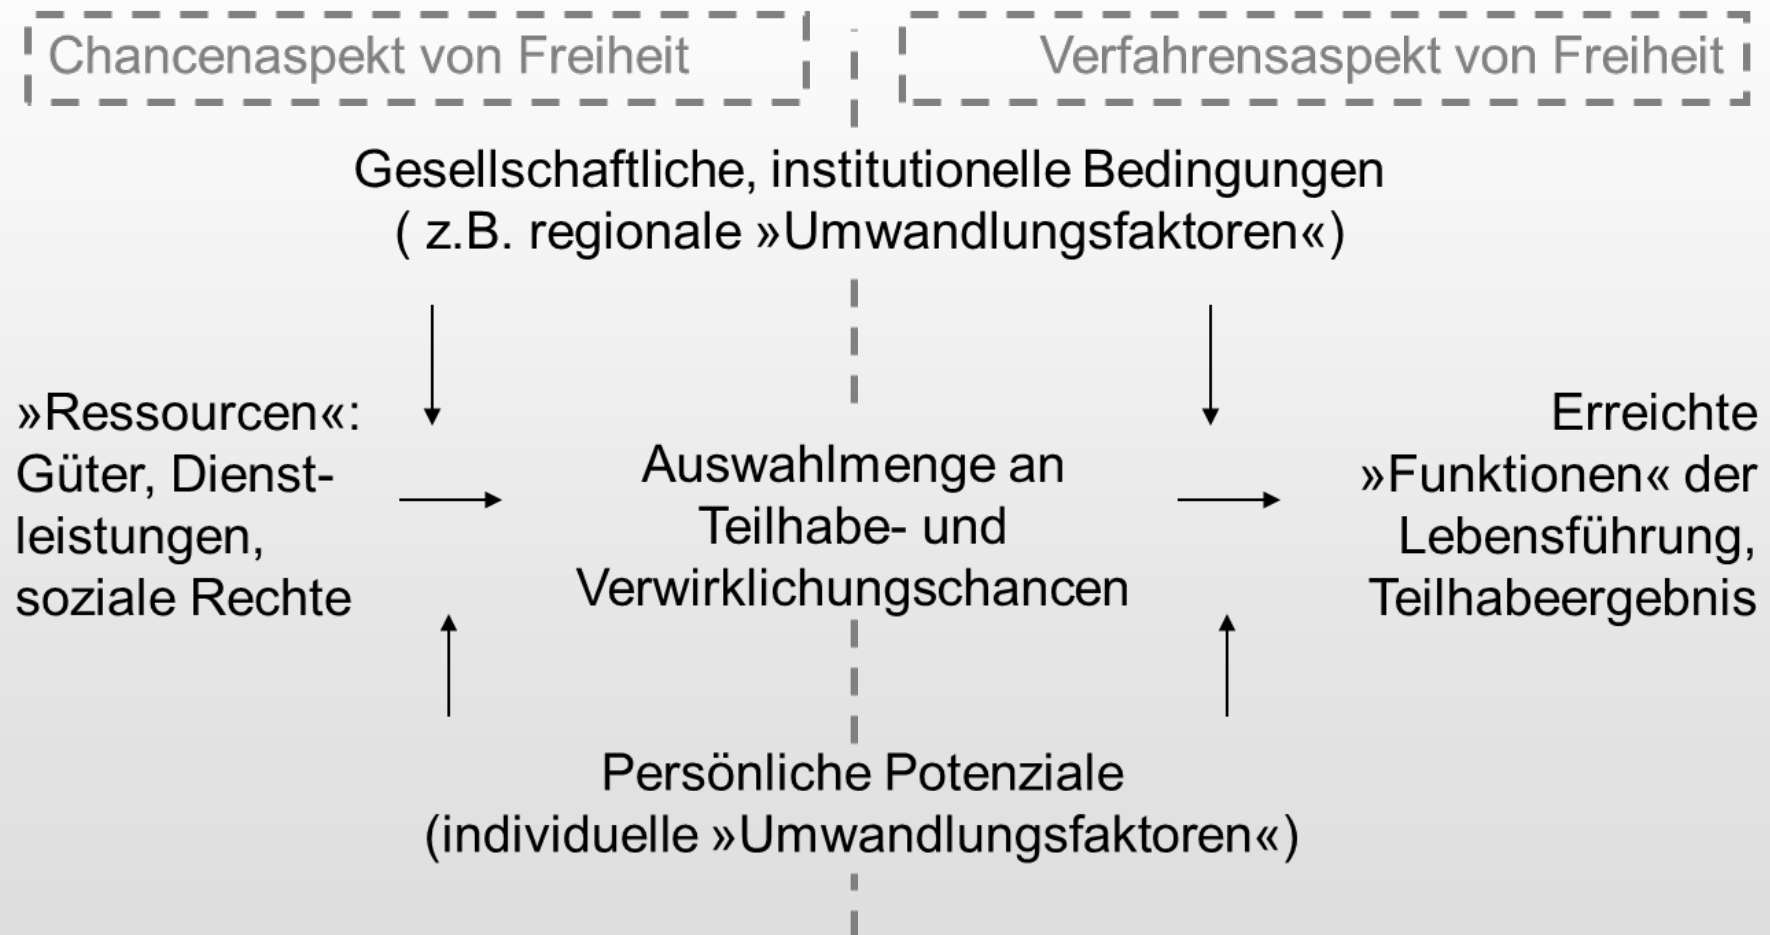 Chancenaspekt von Freiheit
Verfahrensaspekt von Freiheit
Gesellschaftliche, institutionelle Bedingungen
( z.B. regionale »Umwandlungsfaktoren«)
»Ressourcen«:
Güter, Dienst-
leistungen,
soziale Rechte
Auswahlmenge an
Teilhabe- und
Verwirklichungschancen
Erreichte
»Funktionen« der
Lebensführung,
Teilhabeergebnis
Persönliche Potenziale
(individuelle »Umwandlungsfaktoren«)